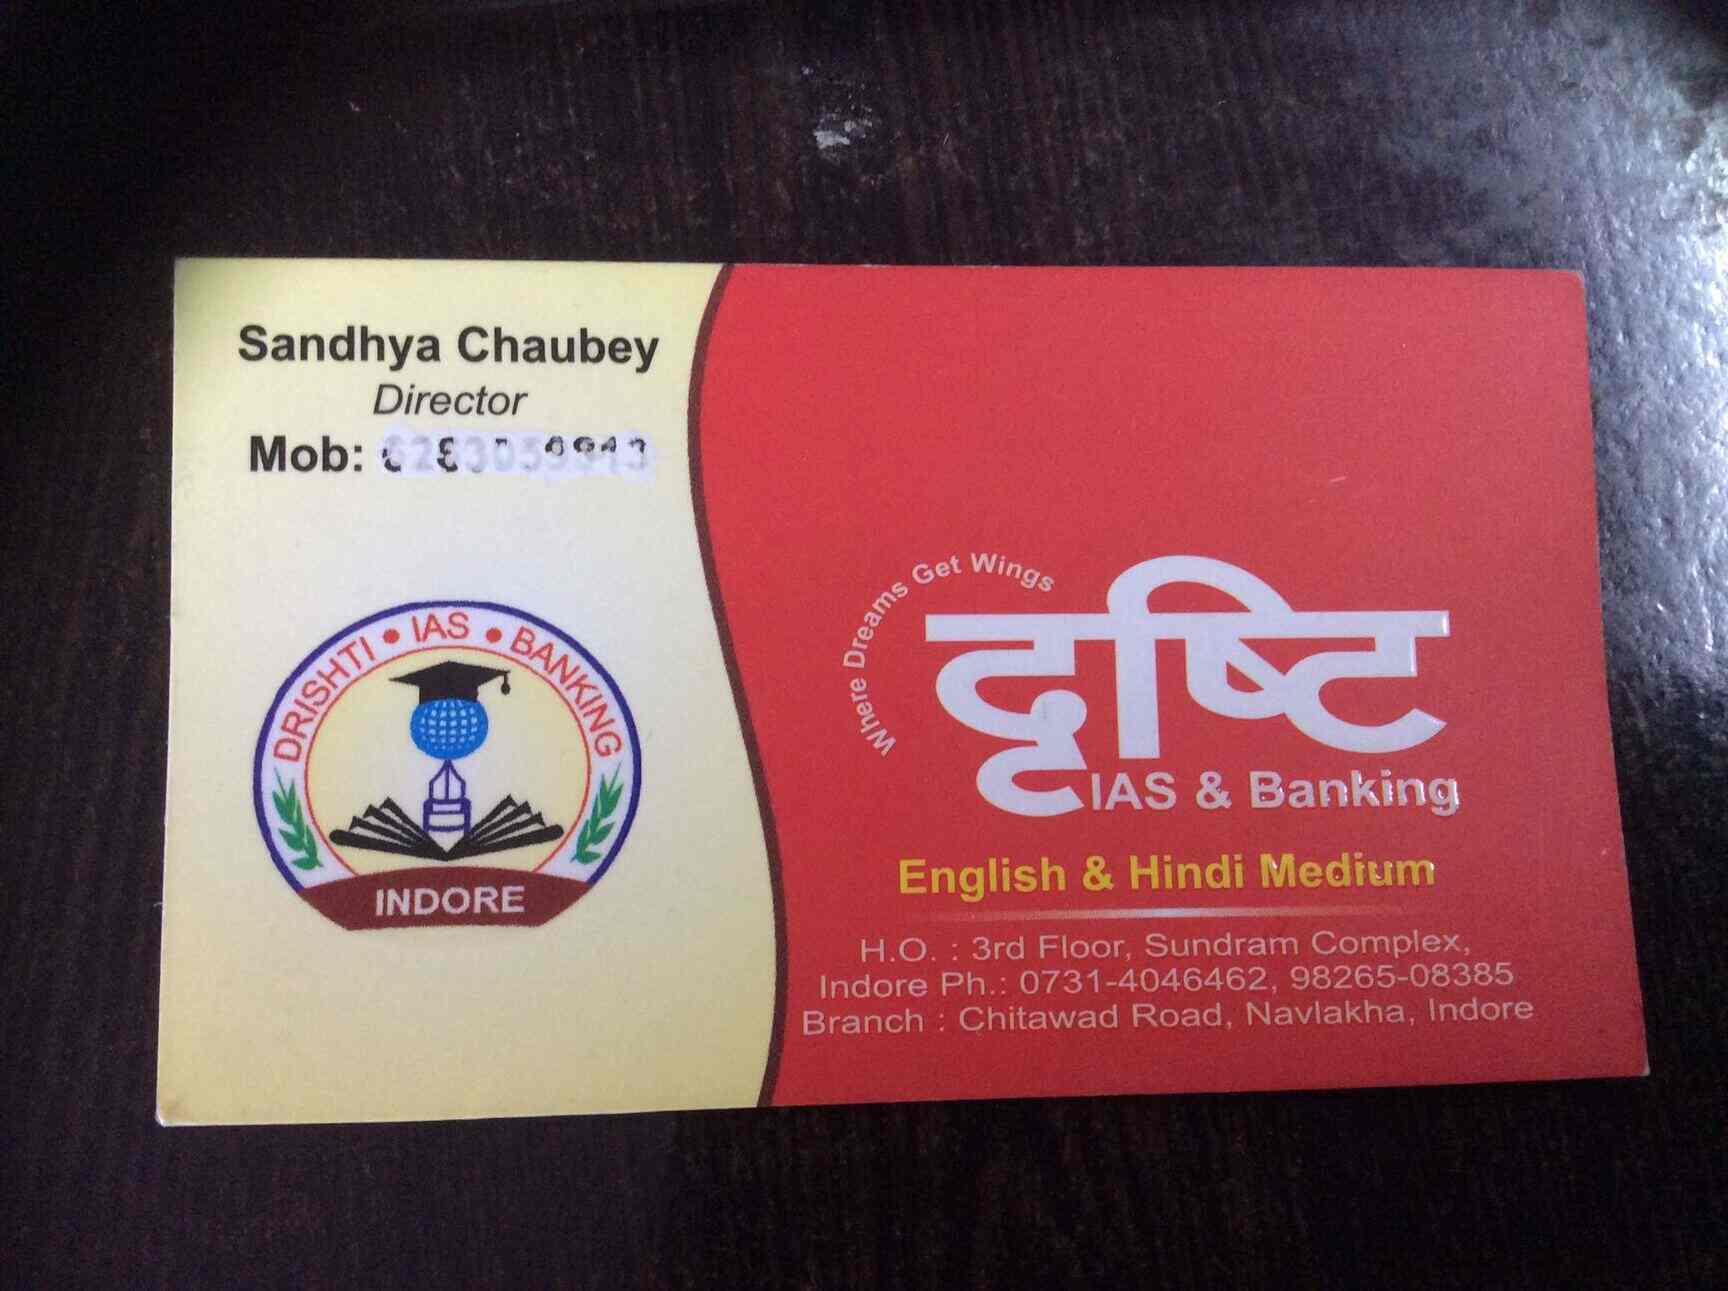 Sandhya Chaubey
Director
Mob:
DRISHTI • IAS • BANKING
INDORE
Where Dreams Get Wings
दृष्टि
IAS & Banking
English & Hindi Medium
H.O. : 3rd Floor, Sundram Complex,
Indore Ph.: 0731-4046462, 98265-08385
Branch : Chitawad Road, Navlakha, Indore